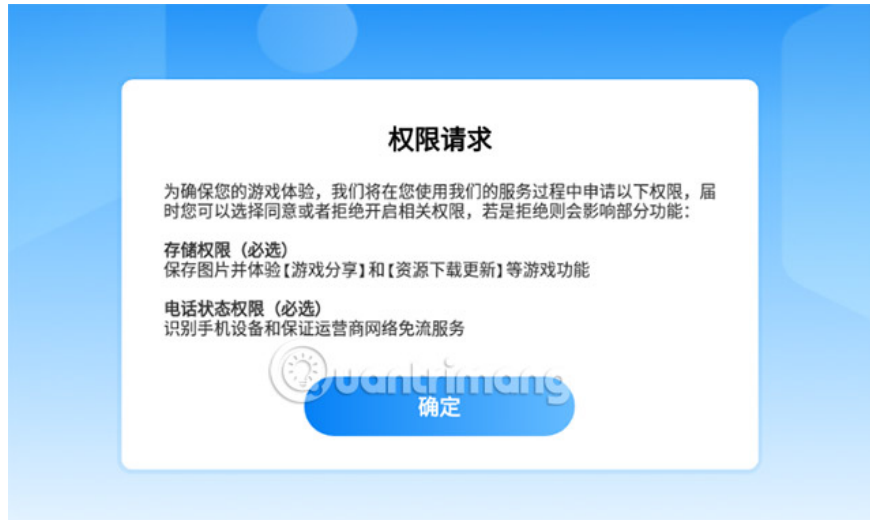 权限请求
为确保您的游戏体验，我们将在您使用我们的服务过程中申请以下权限，届
时您可以选择同意或者拒绝开启相关权限，若是拒绝则会影响部分功能：
存储权限（必选）
保存图片并体验【游戏分享】和【资源下载更新】等游戏功能
电话状态权限（必选）
识别手机设备和保证运营商网络免流服务
Quantrimang
确定